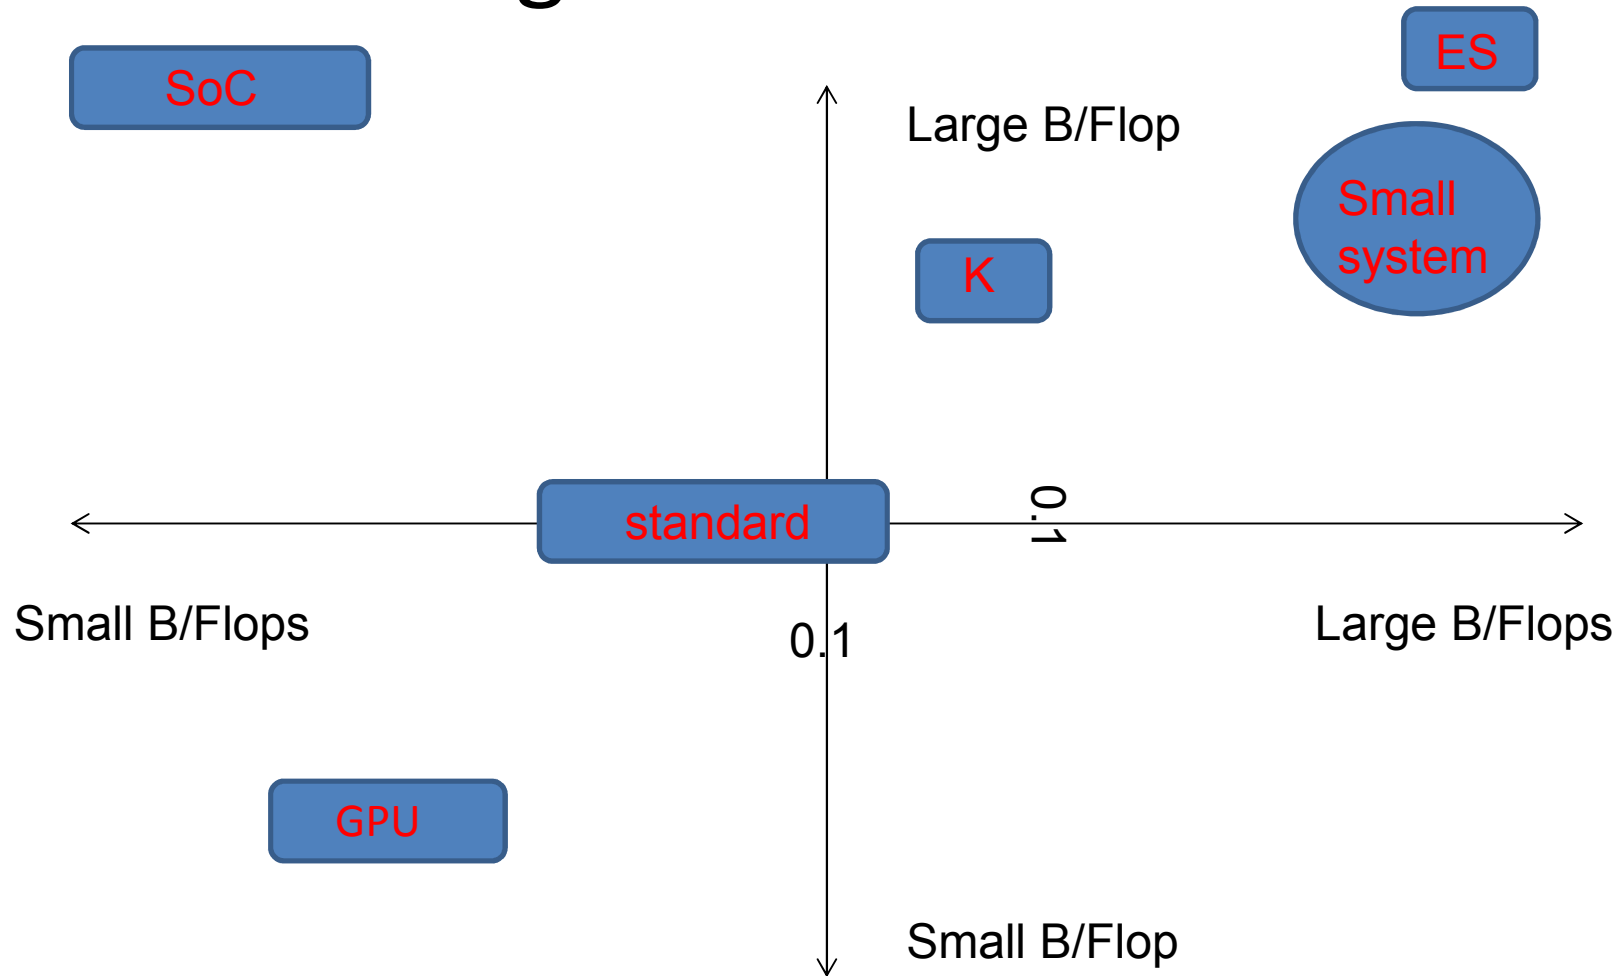 SoC
ES
Large B/Flop
Small
system
K
standard
0.1
Small B/Flops
0.1
Large B/Flops
GPU
Small B/Flop